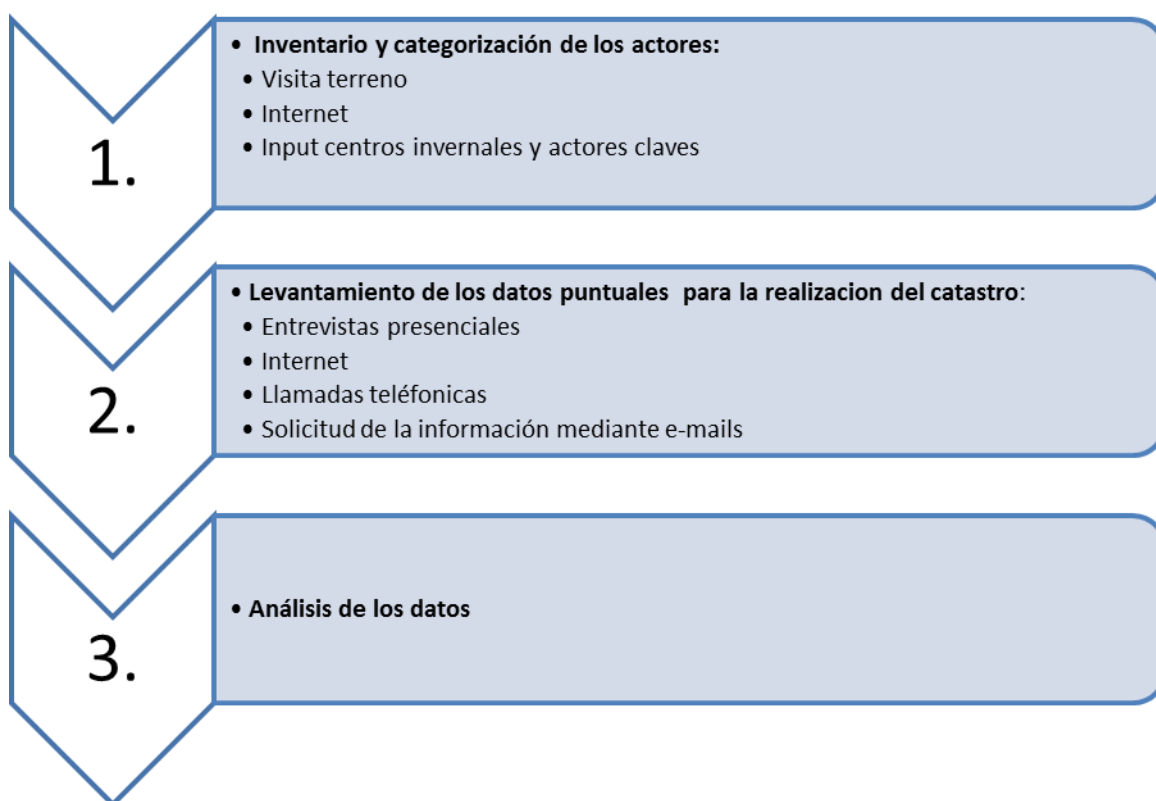 • Inventario y categorización de los actores:
• Visita terreno
• Internet
• Input centros invernales y actores claves
1.
• Levantamiento de los datos puntuales  para la realizacion del catastro:
• Entrevistas presenciales
• Internet
• Llamadas teléfonicas
• Solicitud de la información mediante e-mails
2.
• Análisis de los datos
3.